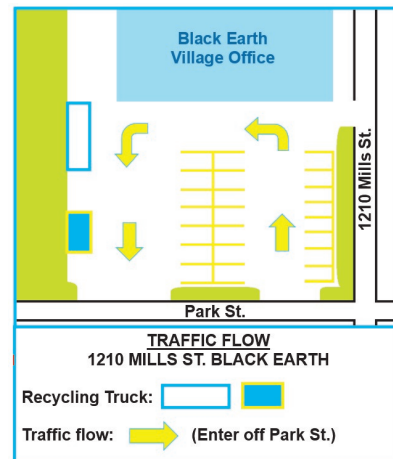 Black Earth
Village Office
1210 Mills St.
Park St.
TRAFFIC FLOW
1210 MILLS ST. BLACK EARTH
Recycling Truck:
Traffic flow: (Enter off Park St.)